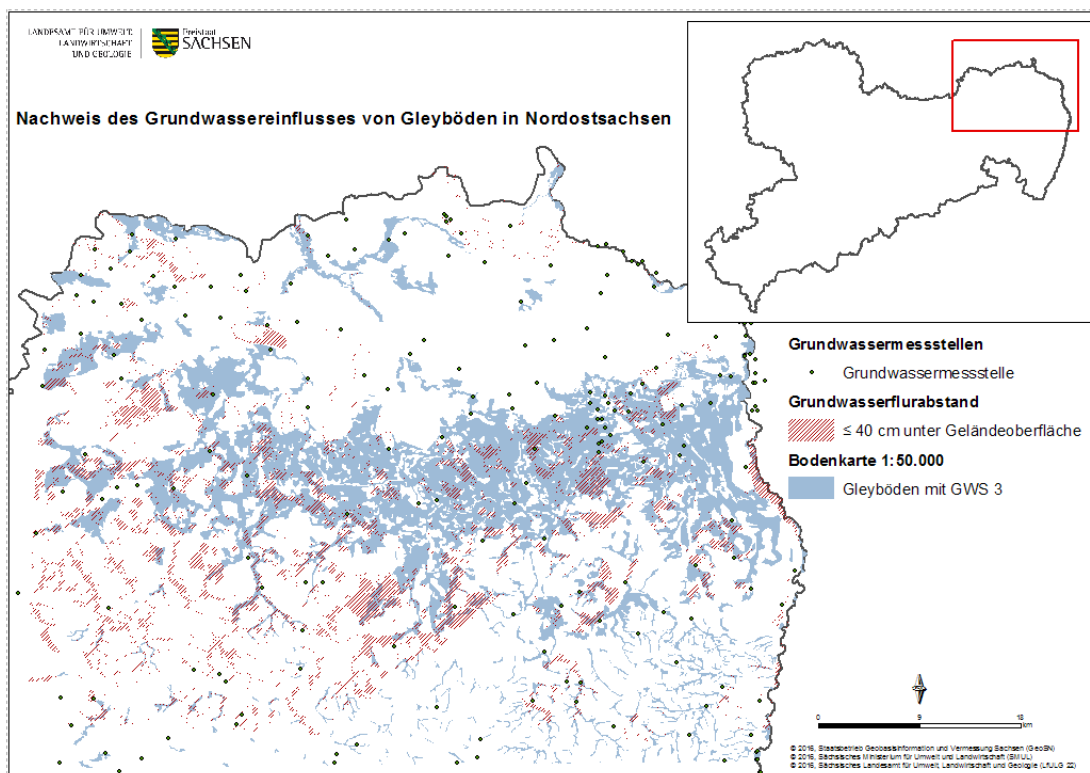 LANDESAMT FÜR UMWELT,
LANDWIRTSCHAFT
UND GEOLOGIE
Freistaat
SACHSEN
Nachweis des Grundwassereinflusses von Gleyböden in Nordostsachsen
Grundwassermessstellen
Grundwassermessstelle
Grundwasserflurabstand
≤ 40 cm unter Geländeoberfläche
Bodenkarte 1:50.000
Gleyböden mit GWS 3
0 9 18
km
© 2016, Staatsbetrieb Geobasisinformation und Vermessung Sachsen (GeoSN)
© 2016, Sächsisches Ministerium für Umwelt und Landwirtschaft (SMUL)
© 2016, Sächsisches Landesamt für Umwelt, Landwirtschaft und Geologie (LfULG 22)